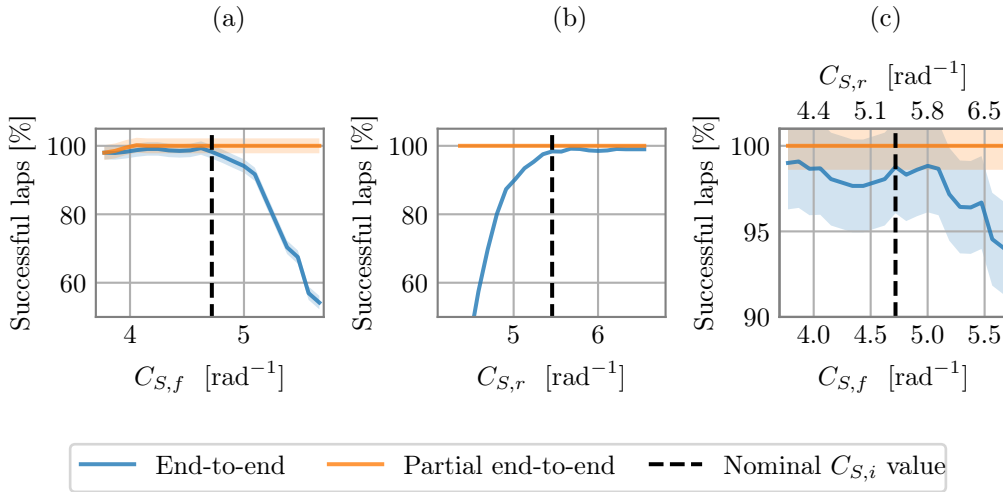 (a)
(b)
(c)
C_{S,r} [rad⁻¹]
4.4 5.1 5.8 6.5
Successful laps [%]
100
80
60
4 5
C_{S,f} [rad⁻¹]
Successful laps [%]
100
80
60
5 6
C_{S,r} [rad⁻¹]
Successful laps [%]
100
95
90
4.0 4.5 5.0 5.5
C_{S,f} [rad⁻¹]
End-to-end
Partial end-to-end
Nominal C_{S,i} value